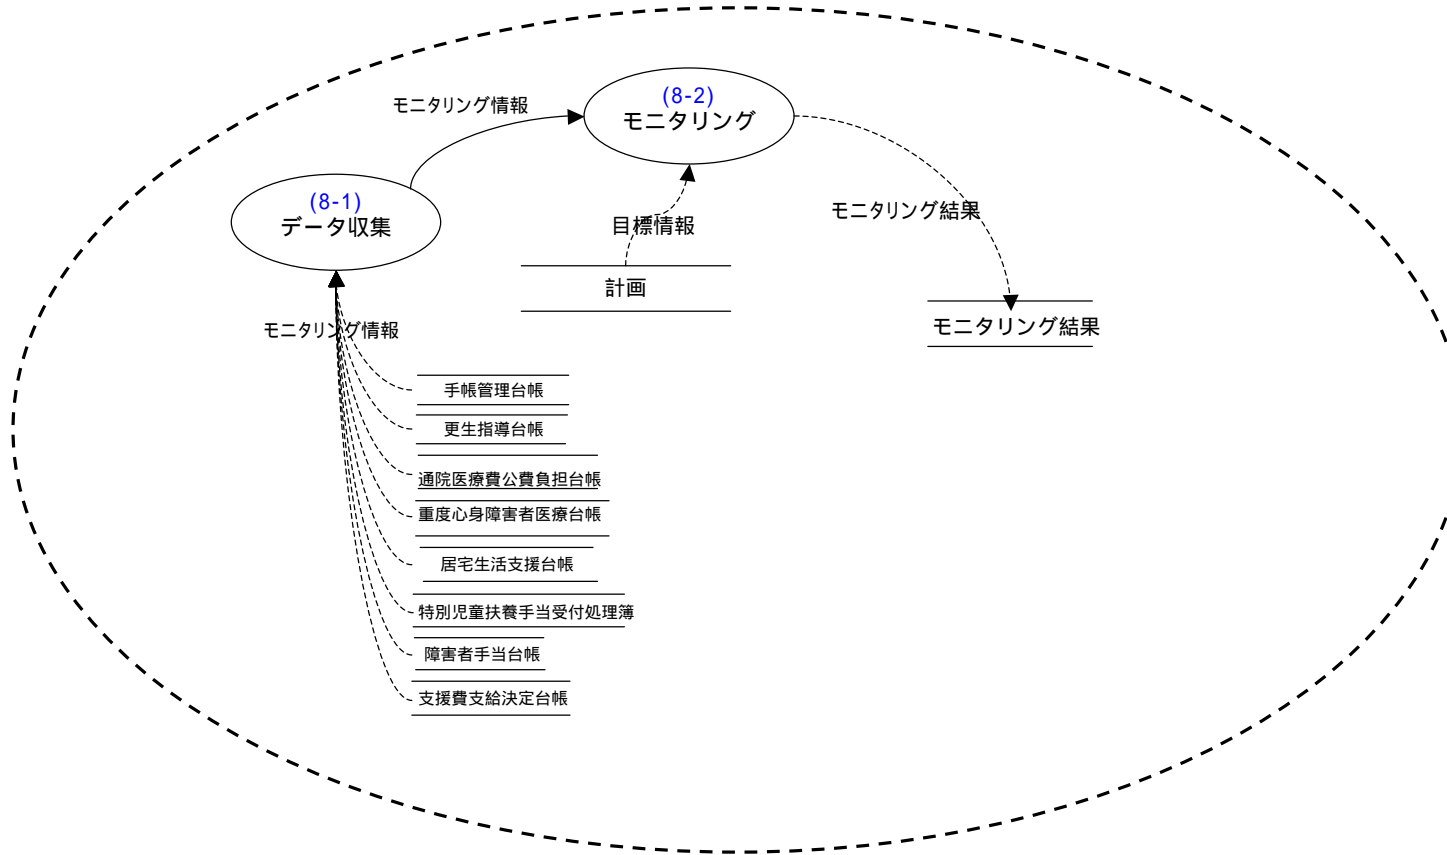 (8-2)
モニタリング
モニタリング情報
(8-1)
データ収集
モニタリング結果
目標情報
計画
モニタリング結果
モニタリング情報
手帳管理台帳
更生指導台帳
通院医療費公費負担台帳
重度心身障害者医療台帳
居宅生活支援台帳
特別児童扶養手当受付処理簿
障害者手当台帳
支援費支給決定台帳